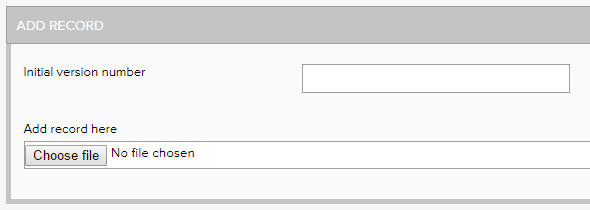 ADD RECORD
Initial version number
Add record here
Choose file No file chosen